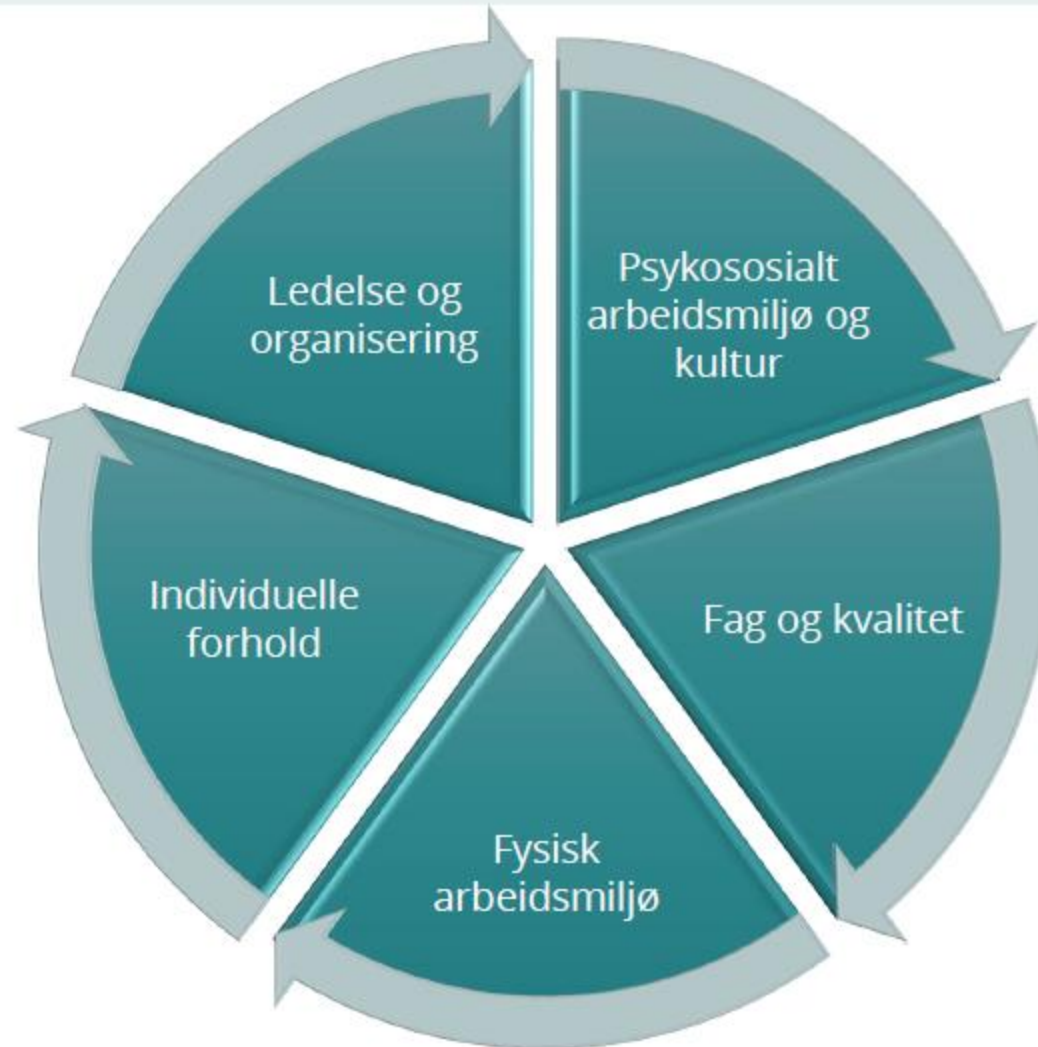 Ledelse og
organisering
Psykososialt
arbeidsmiljø og
kultur
Individuelle
forhold
Fag og kvalitet
Fysisk
arbeidsmiljø